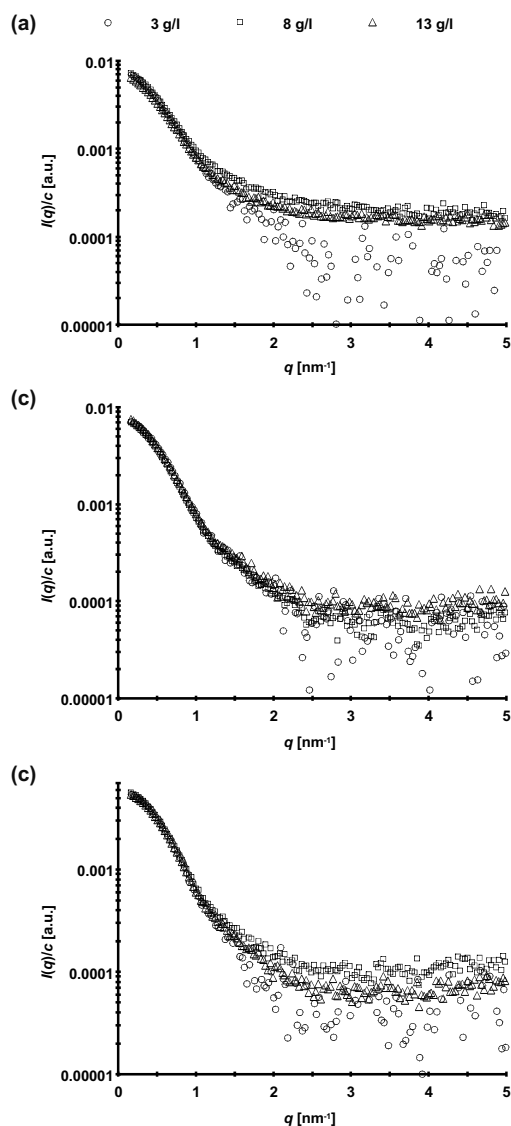 (a) ○ 3 g/l □ 8 g/l △ 13 g/l
0.01
0.001
0.0001
0.00001
I(q)/c [a.u.]
0 1 2 3 4 5
q [nm⁻¹]
(c)
0.01
0.001
0.0001
0.00001
I(q)/c [a.u.]
0 1 2 3 4 5
q [nm⁻¹]
(c)
0.001
0.0001
0.00001
I(q)/c [a.u.]
0 1 2 3 4 5
q [nm⁻¹]